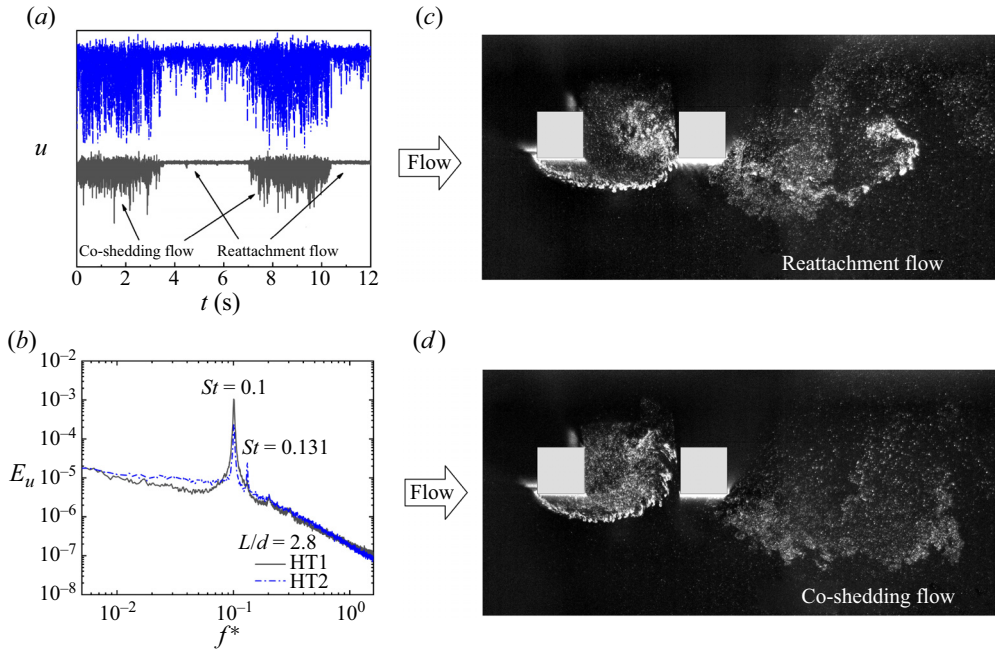 (a)
u
Co-shedding flow
Reattachment flow
0 2 4 6 8 10 12
t (s)
(b)
10⁻²
10⁻³
10⁻⁴
10⁻⁵
10⁻⁶
10⁻⁷
10⁻⁸
E_u
St = 0.1
St = 0.131
L/d = 2.8
HT1
HT2
10⁻² 10⁻¹ 10⁰
f*
(c)
Flow
Reattachment flow
(d)
Flow
Co-shedding flow